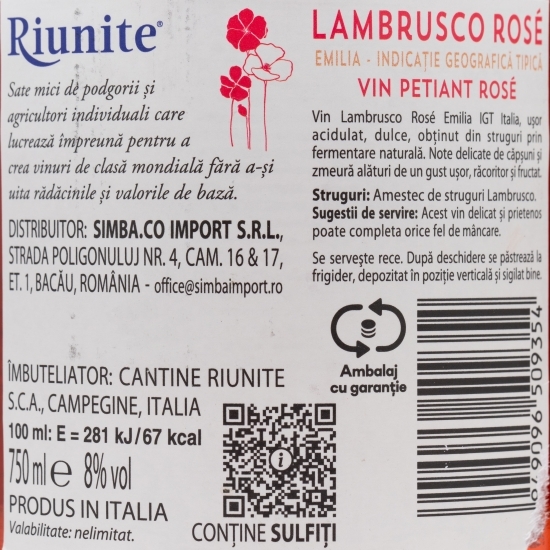 Riunite®
Sate mici de podgorii și
agricultori individuali care
lucrează împreună pentru a
crea vinuri de clasă mondială fără a-și
uita rădăcinile și valorile de bază.
DISTRIBUITOR: SIMBA.CO IMPORT S.R.L.,
STRADA POLIGONULUJ NR. 4, CAM. 16 & 17,
ET. 1, BACĂU, ROMÂNIA - office@simbaimport.ro
ÎMBUTELIATOR: CANTINE RIUNITE
S.C.A., CAMPEGINE, ITALIA
100 ml: E = 281 kJ/67 kcal
750 ml e 8% vol
PRODUS IN ITALIA
Valabilitate: nelimitat.
CONȚINE SULFIȚI
LAMBRUSCO ROSÉ
EMILIA - INDICAȚIE GEOGRAFICĂ TIPICĂ
VIN PETIANT ROSÉ
Vin Lambrusco Rosé Emilia IGT Italia, ușor
acidulat, dulce, obținut din struguri prin
fermentare naturală. Note delicate de căpșuni și
zmeură alături de un gust ușor, răcoritor și fructat.
Struguri: Amestec de struguri Lambrusco.
Sugestii de servire: Acest vin delicat și prietenos
poate completa orice fel de mâncare.
Se servește rece. După deschidere se păstrează la
frigider, depozitat în poziție verticală și sigilat bine.
Ambalaj
cu garanție
6 790965 09354